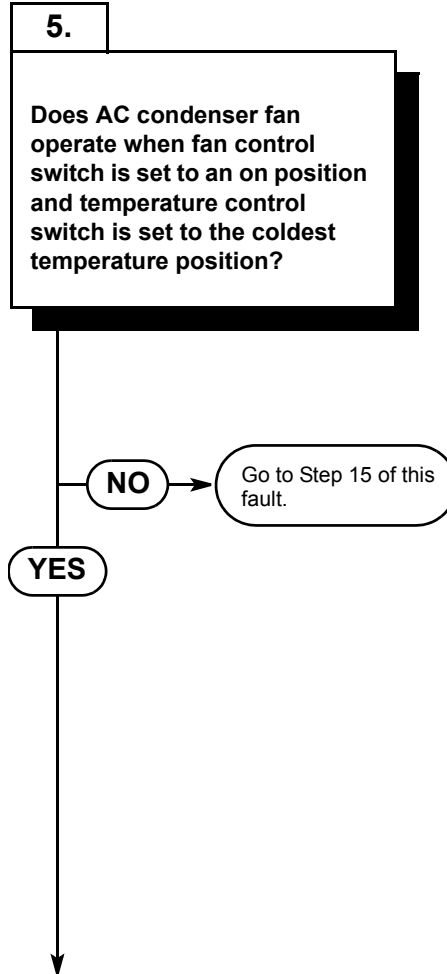 5.
Does AC condenser fan
operate when fan control
switch is set to an on position
and temperature control
switch is set to the coldest
temperature position?
NO
Go to Step 15 of this
fault.
YES